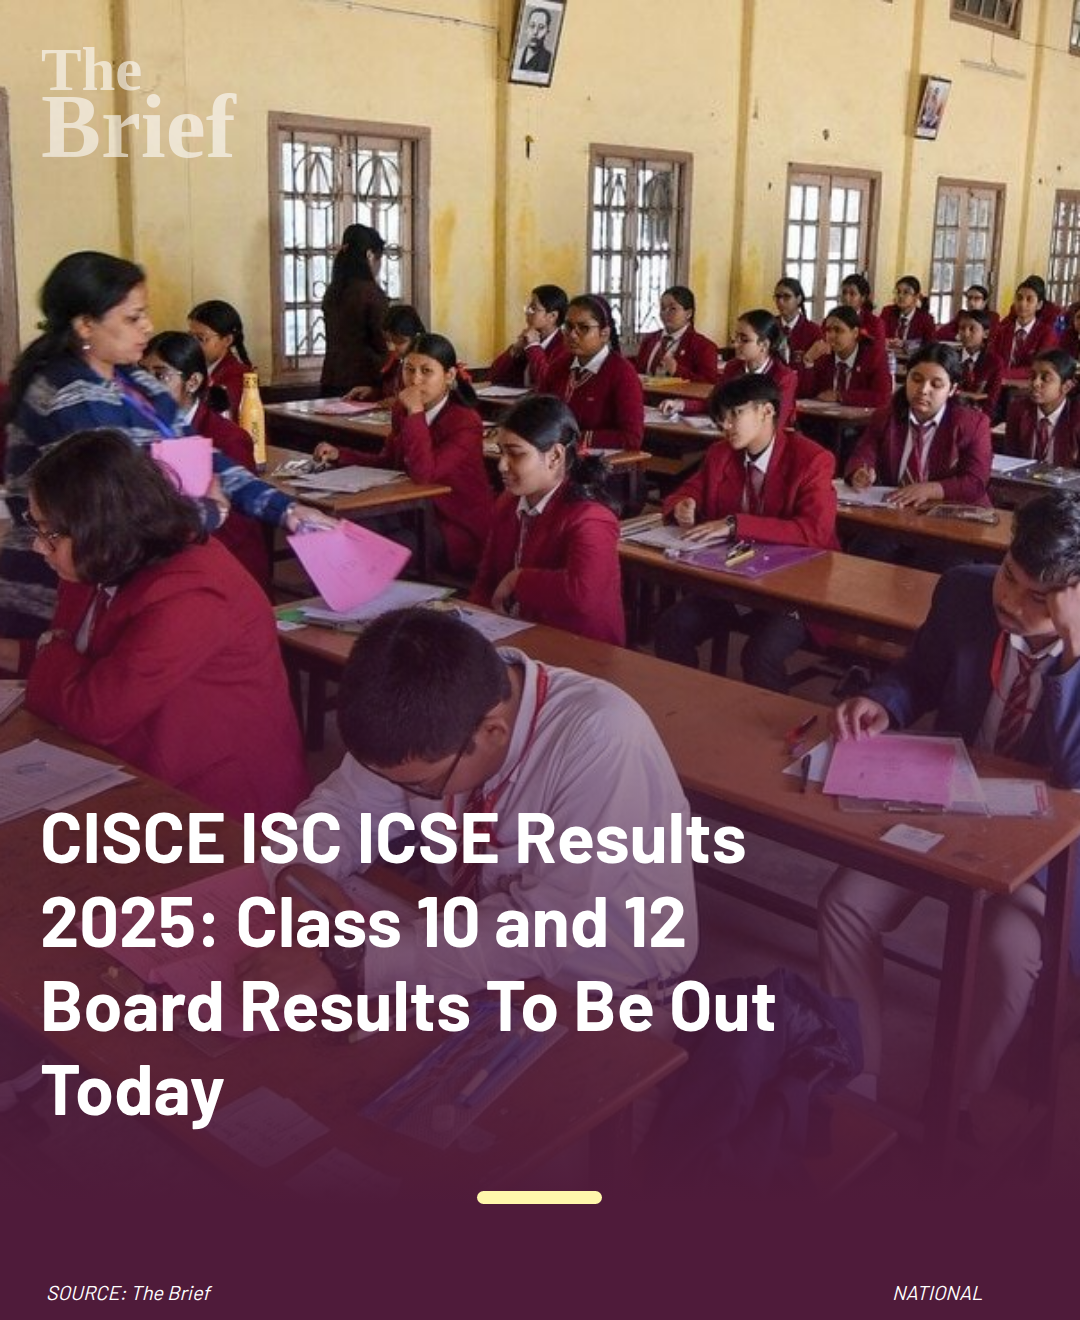 The
Brief
CISCE ISC ICSE Results
2025: Class 10 and 12
Board Results To Be Out
Today
SOURCE: The Brief
NATIONAL